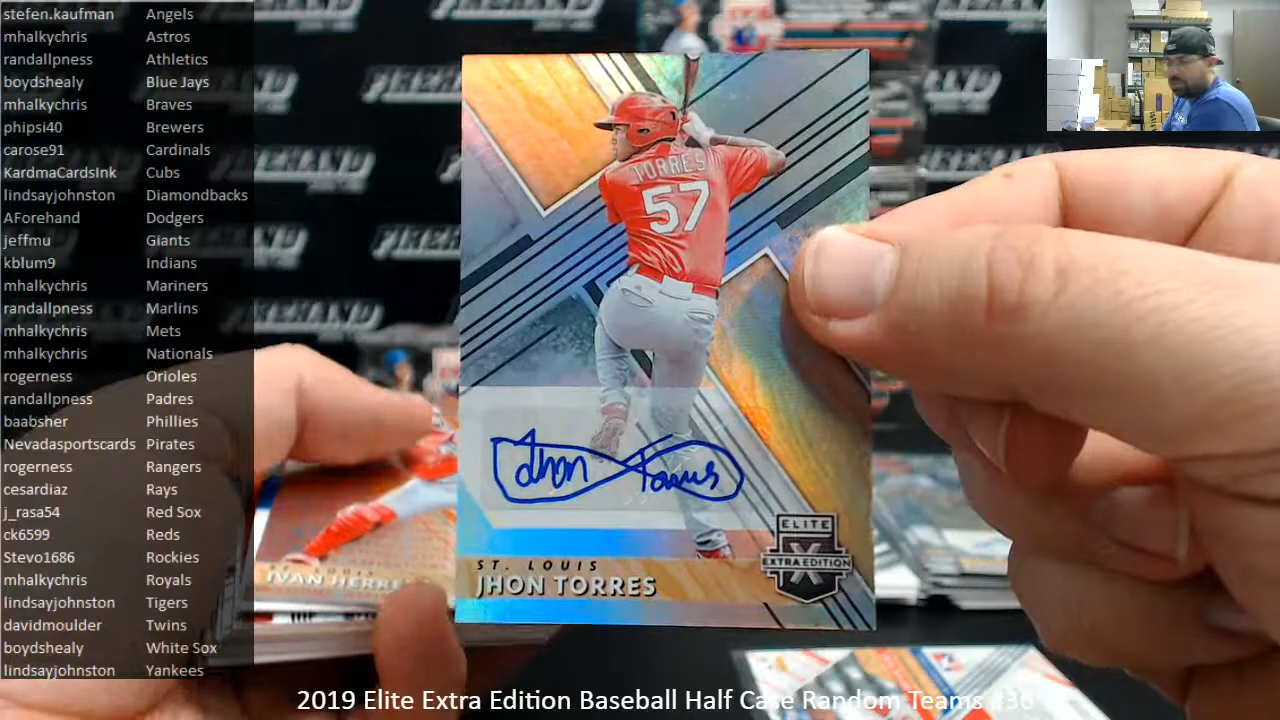 stefen.kaufman Angels
mhalkychris Astros
randallpness Athletics
boydshealy Blue Jays
mhalkychris Braves
phipsi40 Brewers
carose91 Cardinals
KardmaCardsInk Cubs
lindsayjohnston Diamondbacks
AForehand Dodgers
jeffmu Giants
kblum9 Indians
mhalkychris Mariners
randallpness Marlins
mhalkychris Mets
mhalkychris Nationals
rogerness Orioles
randallpness Padres
baabsher Phillies
Nevadasportscards Pirates
rogerness Rangers
cesardiaz Rays
j_rasa54 Red Sox
ck6599 Reds
Stevo1686 Rockies
mhalkychris Royals
lindsayjohnston Tigers
davidmoulder Twins
boydshealy White Sox
lindsayjohnston Yankees
TORRES
57
Jhon Torres
ELITE
X
EXTRA EDITION
ST. LOUIS
JHON TORRES
IVAN HERRE
2019 Elite Extra Edition Baseball Half Case Random Teams #36